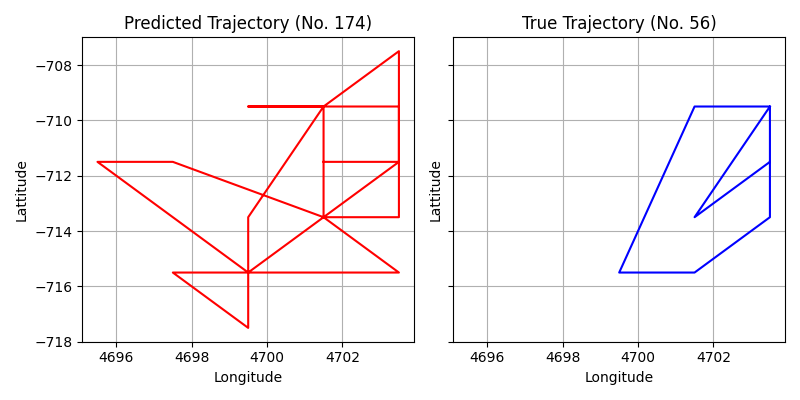 Predicted Trajectory (No. 174)
True Trajectory (No. 56)
−708
−710
−712
−714
−716
−718
Lattitude
Lattitude
4696 4698 4700 4702
4696 4698 4700 4702
Longitude
Longitude